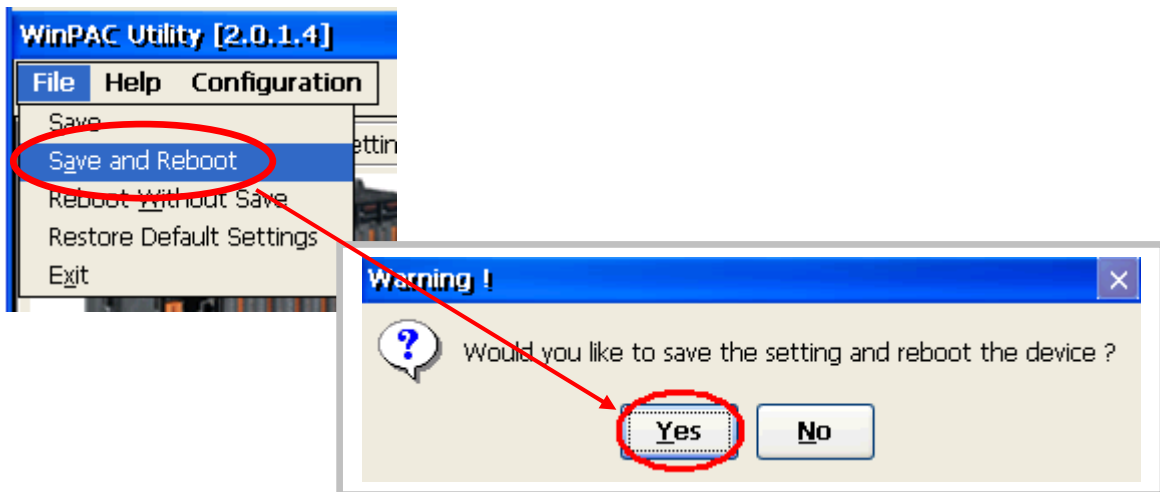 WinPAC Utility [2.0.1.4]
File Help Configuration
Save
Save and Reboot
Reboot Without Save
Restore Default Settings
Exit
Warning !
Would you like to save the setting and reboot the device ?
Yes No